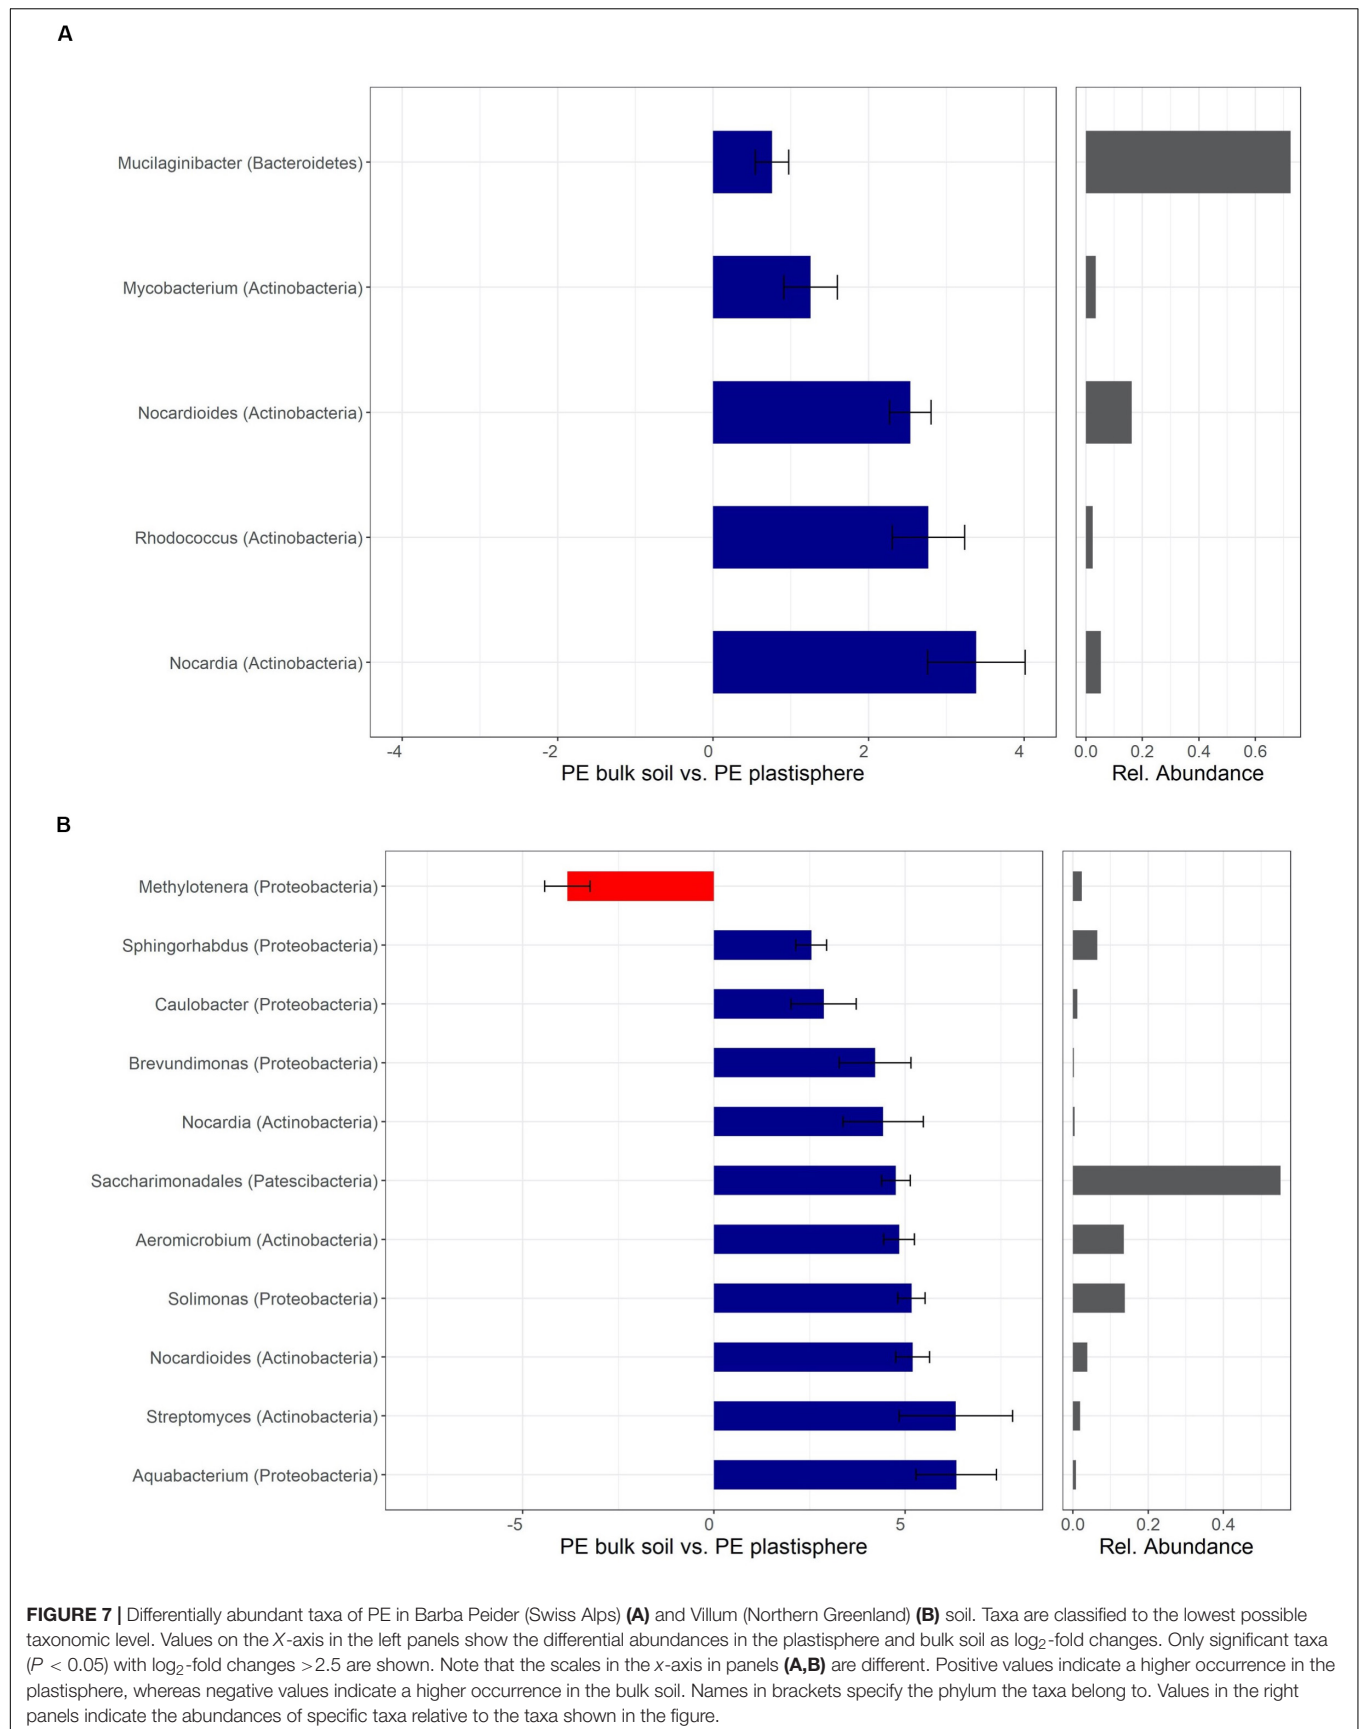 A
Mucilaginibacter (Bacteroidetes)
Mycobacterium (Actinobacteria)
Nocardioides (Actinobacteria)
Rhodococcus (Actinobacteria)
Nocardia (Actinobacteria)
-4 -2 0 2 4 0.0 0.2 0.4 0.6
PE bulk soil vs. PE plastisphere Rel. Abundance
B
Methylotenera (Proteobacteria)
Sphingorhabdus (Proteobacteria)
Caulobacter (Proteobacteria)
Brevundimonas (Proteobacteria)
Nocardia (Actinobacteria)
Saccharimonadales (Patescibacteria)
Aeromicrobium (Actinobacteria)
Solimonas (Proteobacteria)
Nocardioides (Actinobacteria)
Streptomyces (Actinobacteria)
Aquabacterium (Proteobacteria)
-5 0 5 0.0 0.2 0.4
PE bulk soil vs. PE plastisphere Rel. Abundance
FIGURE 7 | Differentially abundant taxa of PE in Barba Peider (Swiss Alps) (A) and Villum (Northern Greenland) (B) soil. Taxa are classified to the lowest possible
taxonomic level. Values on the X-axis in the left panels show the differential abundances in the plastisphere and bulk soil as log₂-fold changes. Only significant taxa
(P < 0.05) with log₂-fold changes >2.5 are shown. Note that the scales in the x-axis in panels (A,B) are different. Positive values indicate a higher occurrence in the
plastisphere, whereas negative values indicate a higher occurrence in the bulk soil. Names in brackets specify the phylum the taxa belong to. Values in the right
panels indicate the abundances of specific taxa relative to the taxa shown in the figure.